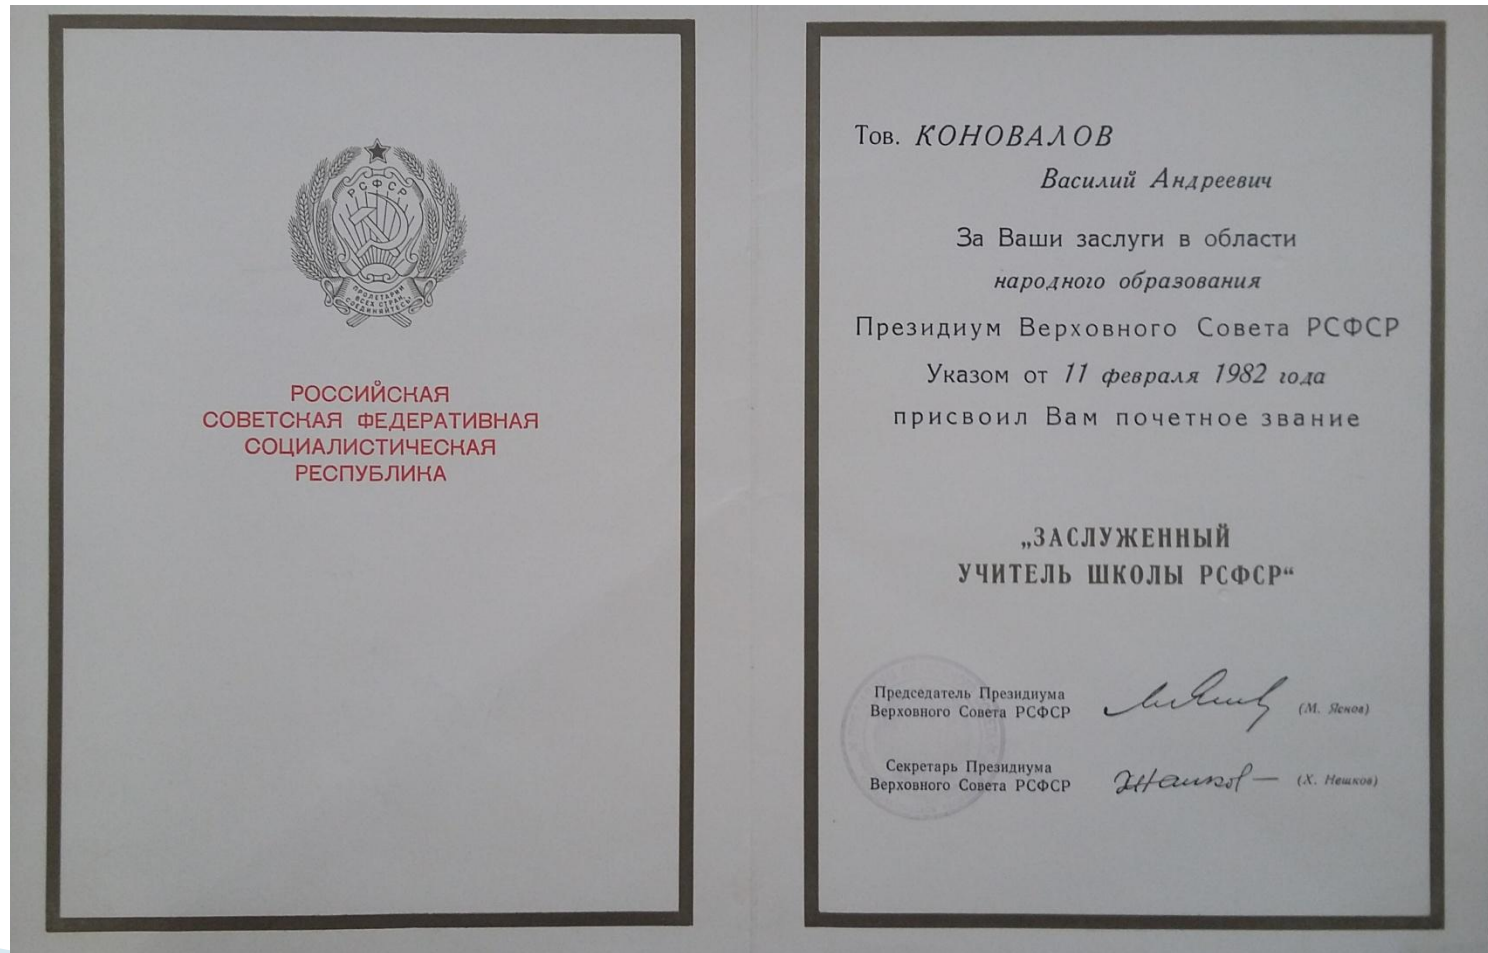 РСФСР
ПРОЛЕТАРИИ
ВСЕХ СТРАН,
СОЕДИНЯЙТЕСЬ!
РОССИЙСКАЯ
СОВЕТСКАЯ ФЕДЕРАТИВНАЯ
СОЦИАЛИСТИЧЕСКАЯ
РЕСПУБЛИКА
Тов. КОНОВАЛОВ
Василий Андреевич
За Ваши заслуги в области
народного образования
Президиум Верховного Совета РСФСР
Указом от 11 февраля 1982 года
присвоил Вам почетное звание
„ЗАСЛУЖЕННЫЙ
УЧИТЕЛЬ ШКОЛЫ РСФСР“
Председатель Президиума
Верховного Совета РСФСР
(М. Яснов)
Секретарь Президиума
Верховного Совета РСФСР
(Х. Нешков)